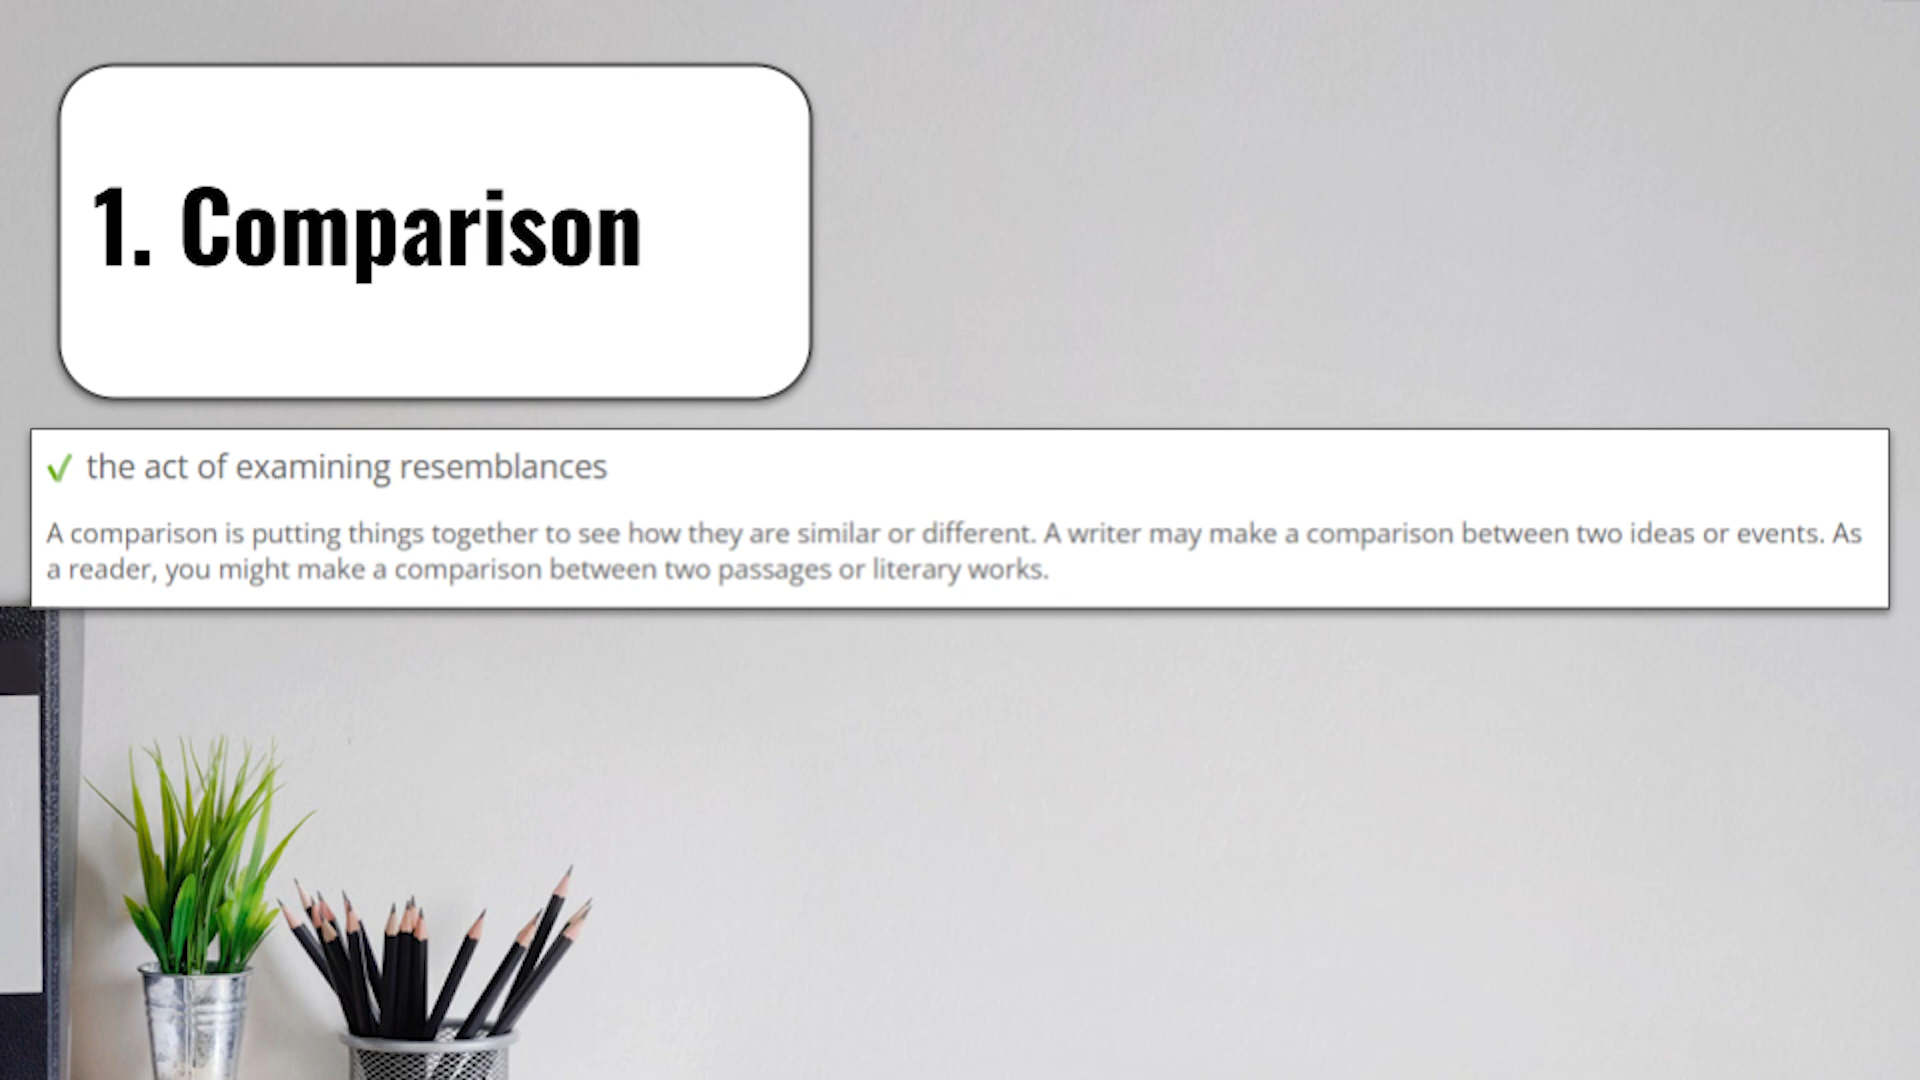 1. Comparison
the act of examining resemblances
A comparison is putting things together to see how they are similar or different. A writer may make a comparison between two ideas or events. As
a reader, you might make a comparison between two passages or literary works.